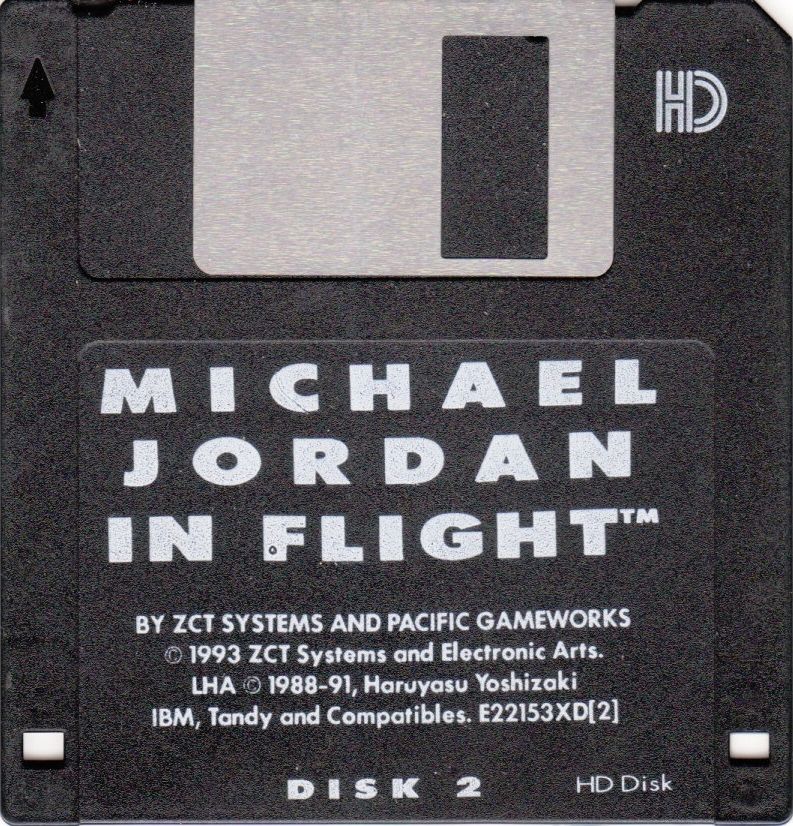 HD
MICHAEL
JORDAN
IN FLIGHT™
BY ZCT SYSTEMS AND PACIFIC GAMEWORKS
© 1993 ZCT Systems and Electronic Arts.
LHA © 1988-91, Haruyasu Yoshizaki
IBM, Tandy and Compatibles. E22153XD[2]
DISK 2 HD Disk